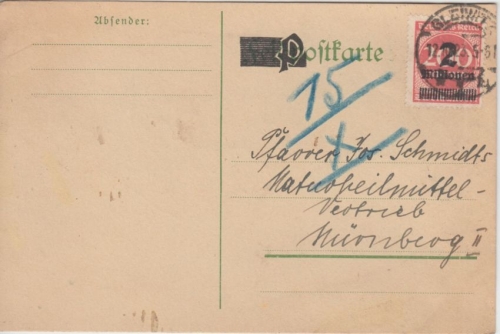 Absender:
Postkarte
2
Millionen
15/X
Pfarrer Jos. Schmidts
Naturheilmittel-
Vertrieb
Nürnberg II